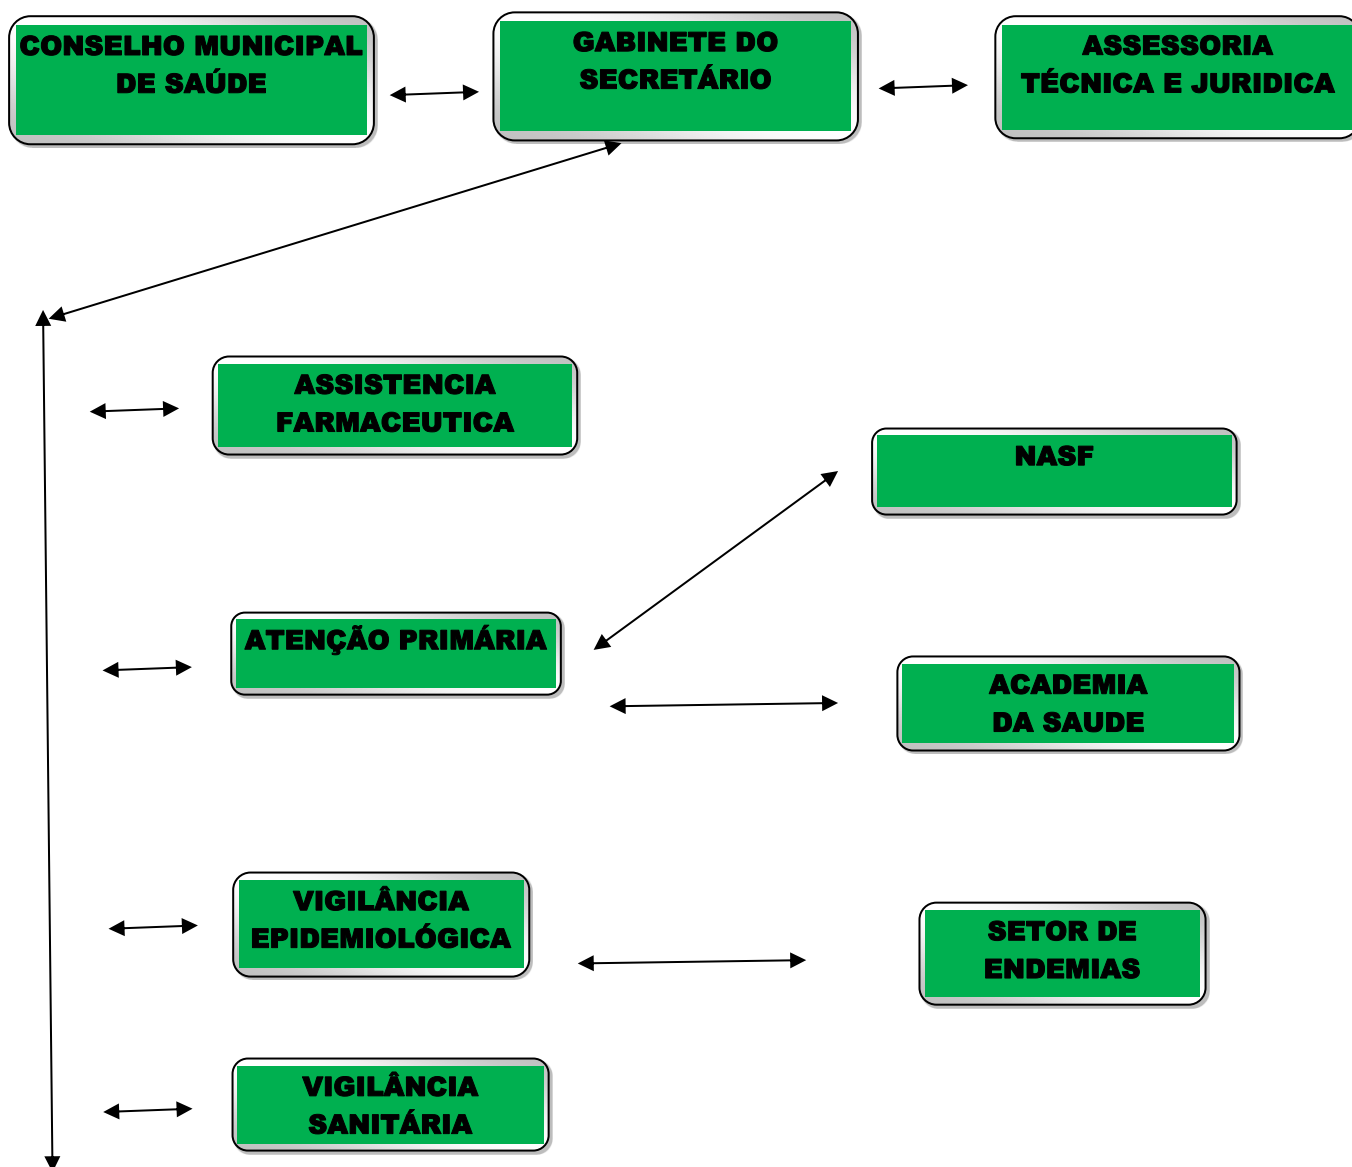 CONSELHO MUNICIPAL
DE SAÚDE
GABINETE DO
SECRETÁRIO
ASSESSORIA
TÉCNICA E JURIDICA
ASSISTENCIA
FARMACEUTICA
NASF
ATENÇÃO PRIMÁRIA
ACADEMIA
DA SAUDE
VIGILÂNCIA
EPIDEMIOLÓGICA
SETOR DE
ENDEMIAS
VIGILÂNCIA
SANITÁRIA